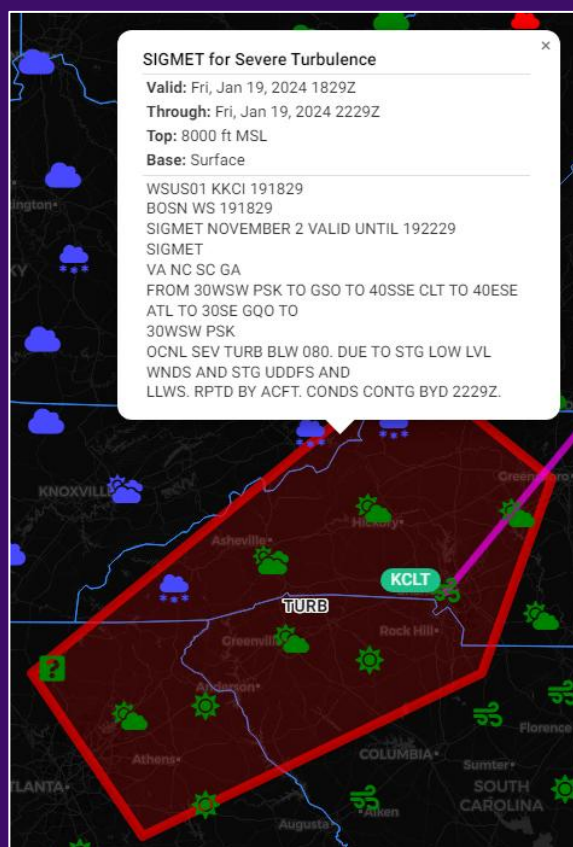 ×
SIGMET for Severe Turbulence
Valid: Fri, Jan 19, 2024 1829Z
Through: Fri, Jan 19, 2024 2229Z
Top: 8000 ft MSL
Base: Surface
WSUS01 KKCI 191829
BOSN WS 191829
SIGMET NOVEMBER 2 VALID UNTIL 192229
SIGMET
VA NC SC GA
FROM 30WSW PSK TO GSO TO 40SSE CLT TO 40ESE
ATL TO 30SE GQO TO
30WSW PSK
OCNL SEV TURB BLW 080. DUE TO STG LOW LVL
WNDS AND STG UDDFS AND
LLWS. RPTD BY ACFT. CONDS CONTG BYD 2229Z.
ington
KY
KNOXVILL
Greensboro
Hickory
Asheville
KCLT
TURB
Rock Hill
Greenvill
Anderson
?
Athens
COLUMBIA
Florence
Sumter
ATLANTA
SOUTH
CAROLINA
Aiken
Augusta